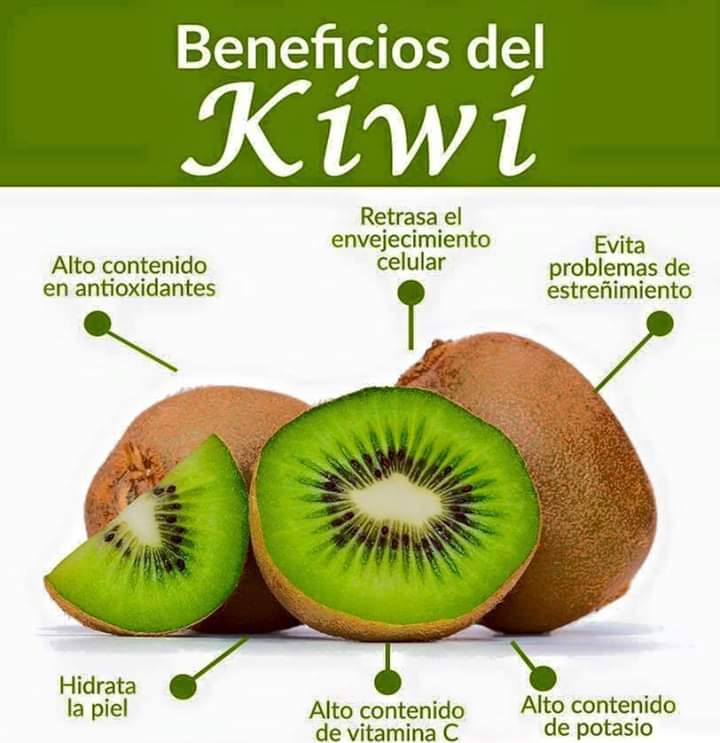 Beneficios del
Kiwi
Retrasa el
envejecimiento
celular
Alto contenido
en antioxidantes
Evita
problemas de
estreñimiento
Hidrata
la piel
Alto contenido
de vitamina C
Alto contenido
de potasio